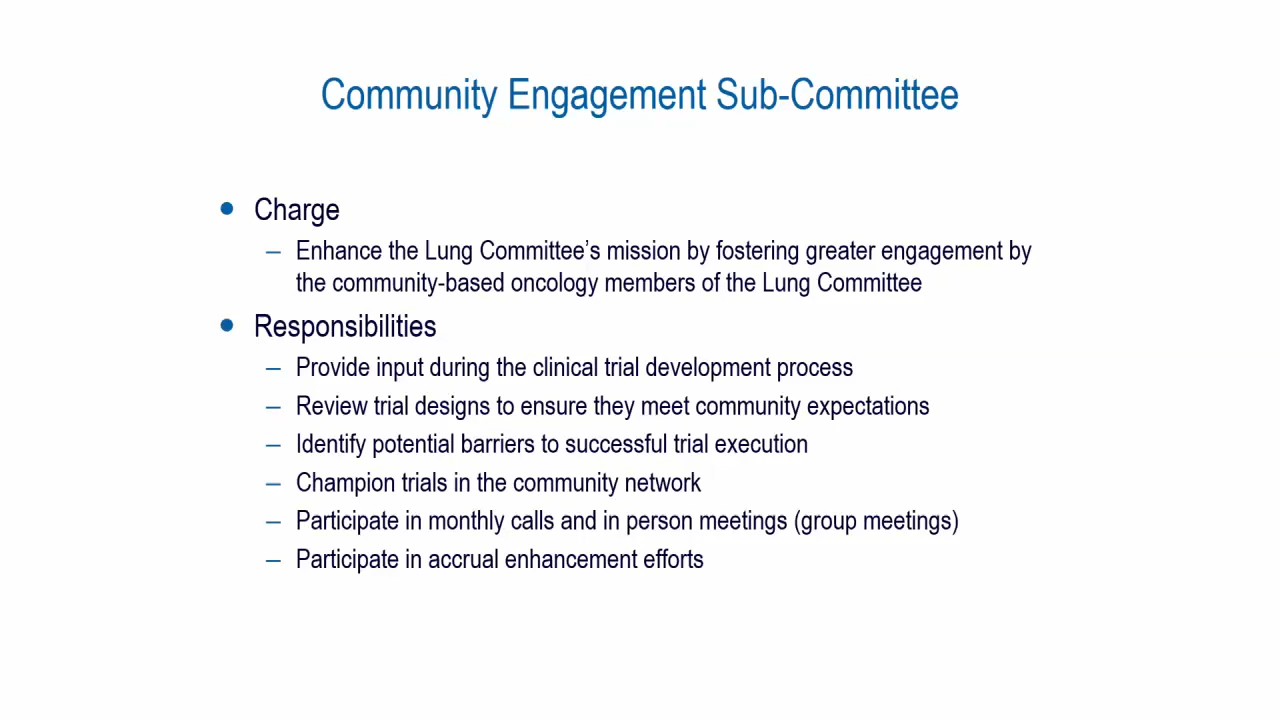 Community Engagement Sub-Committee
• Charge
– Enhance the Lung Committee’s mission by fostering greater engagement by
the community-based oncology members of the Lung Committee
• Responsibilities
– Provide input during the clinical trial development process
– Review trial designs to ensure they meet community expectations
– Identify potential barriers to successful trial execution
– Champion trials in the community network
– Participate in monthly calls and in person meetings (group meetings)
– Participate in accrual enhancement efforts